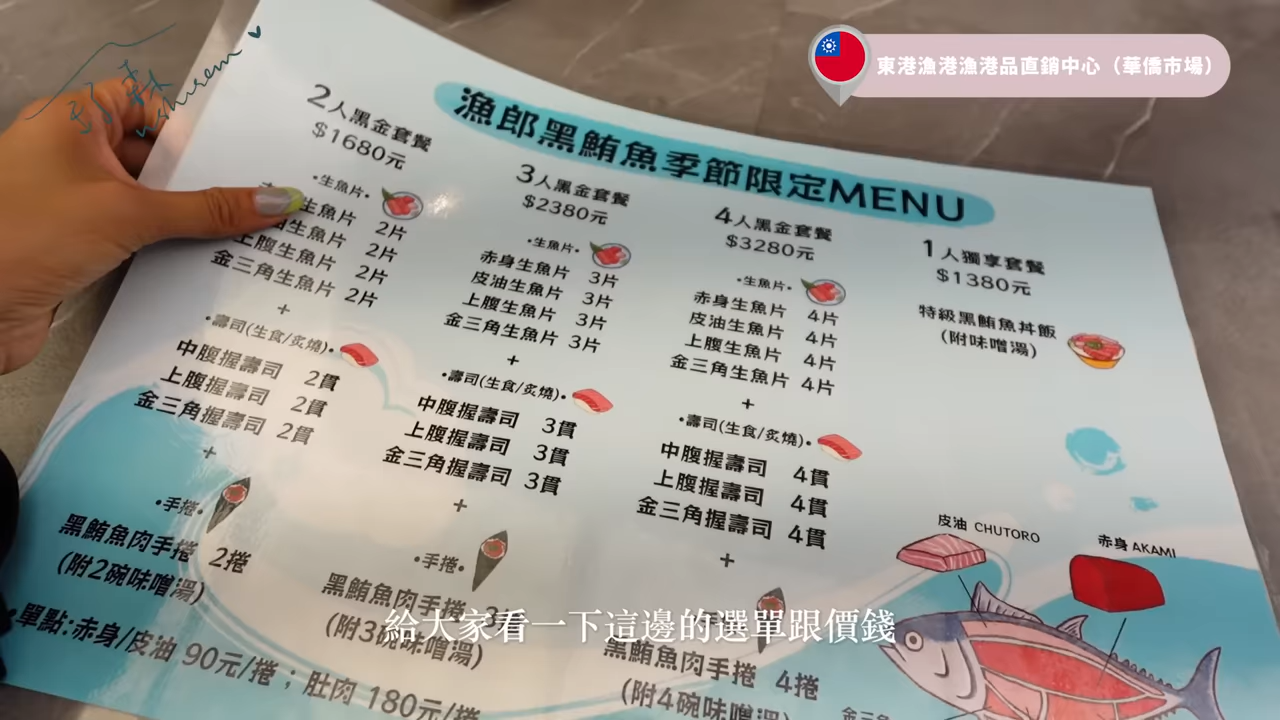 東港漁港漁港品直銷中心（華僑市場）
漁郎黑鮪魚季節限定MENU
2人黑金套餐
$1680元
•生魚片•
生魚片 2片
油生魚片 2片
上腹生魚片 2片
金三角生魚片 2片
+
•壽司(生食/炙燒)•
中腹握壽司 2貫
上腹握壽司 2貫
金三角握壽司 2貫
+
•手捲•
黑鮪魚肉手捲 2捲
(附2碗味噌湯)
•單點:赤身/皮油 90元/捲；肚肉 180元/捲
3人黑金套餐
$2380元
•生魚片•
赤身生魚片 3片
皮油生魚片 3片
上腹生魚片 3片
金三角生魚片 3片
+
•壽司(生食/炙燒)•
中腹握壽司 3貫
上腹握壽司 3貫
金三角握壽司 3貫
+
•手捲•
黑鮪魚肉手捲 3
(附3碗味噌湯)
4人黑金套餐
$3280元
•生魚片•
赤身生魚片 4片
皮油生魚片 4片
上腹生魚片 4片
金三角生魚片 4片
+
•壽司(生食/炙燒)•
中腹握壽司 4貫
上腹握壽司 4貫
金三角握壽司 4貫
+
黑鮪魚肉手捲 4捲
(附4碗味噌湯)
1人獨享套餐
$1380元
特級黑鮪魚丼飯
(附味噌湯)
皮油 CHUTORO
赤身 AKAMI
給大家看一下這邊的選單跟價錢